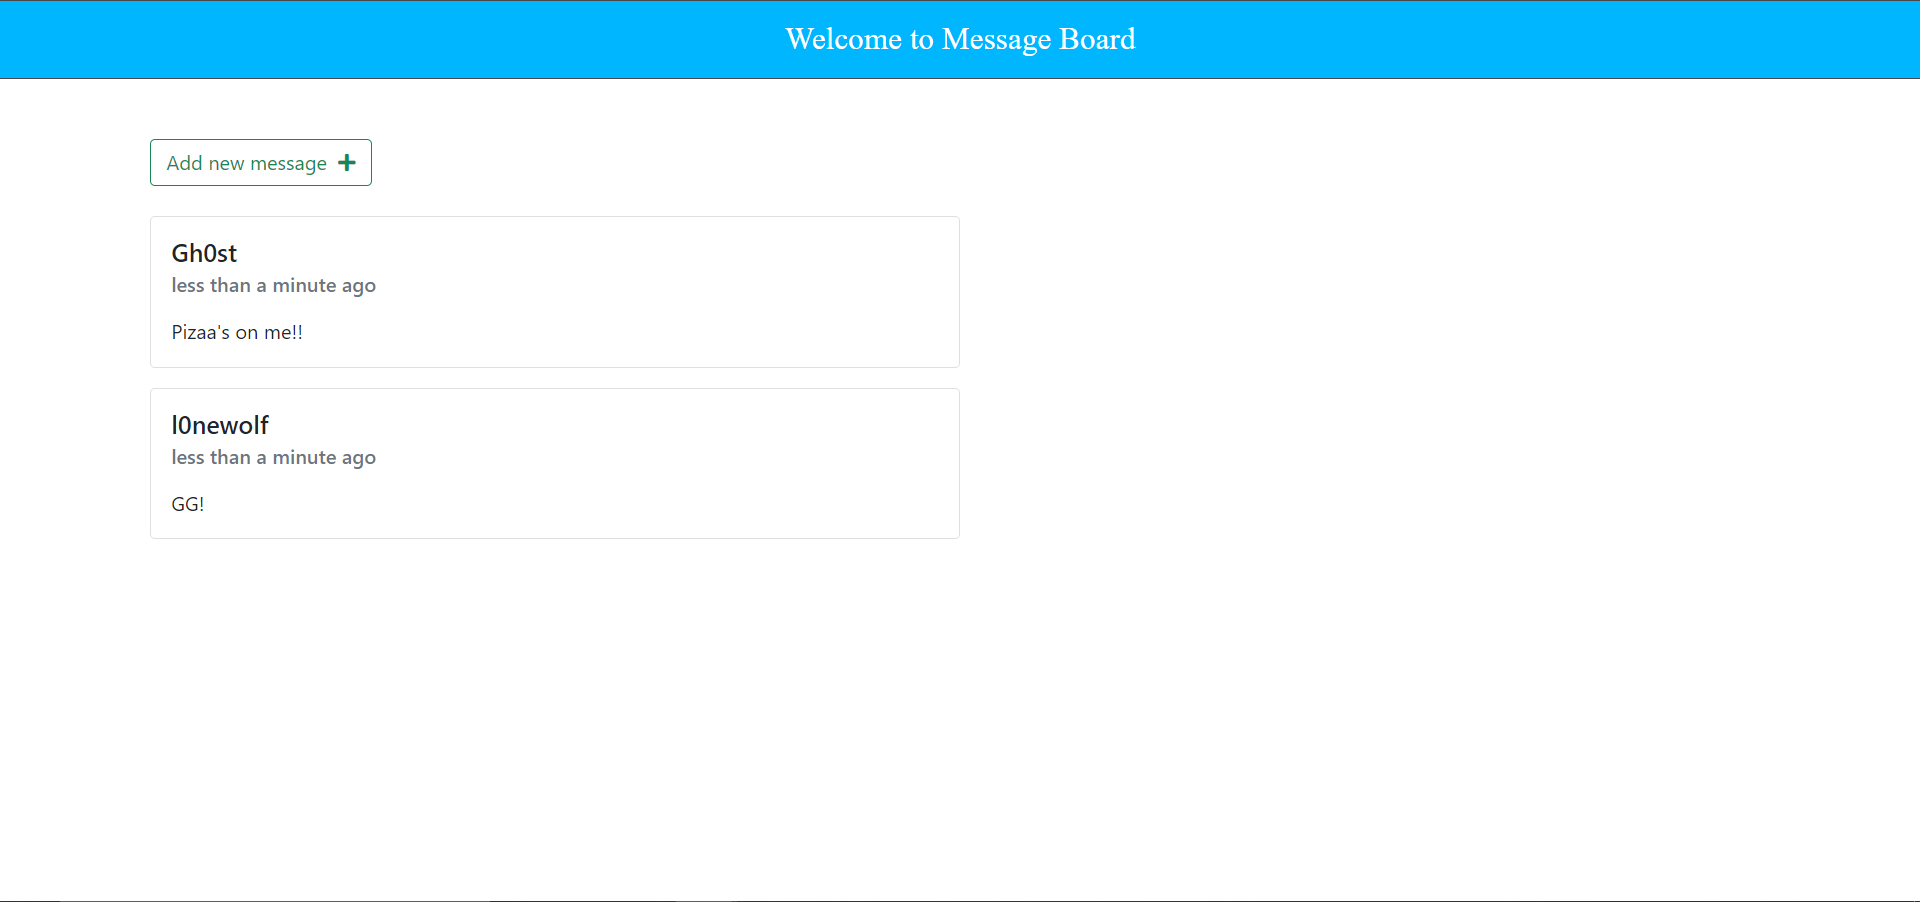 Welcome to Message Board
Add new message
Gh0st
less than a minute ago
Pizaa's on me!!
l0newolf
less than a minute ago
GG!